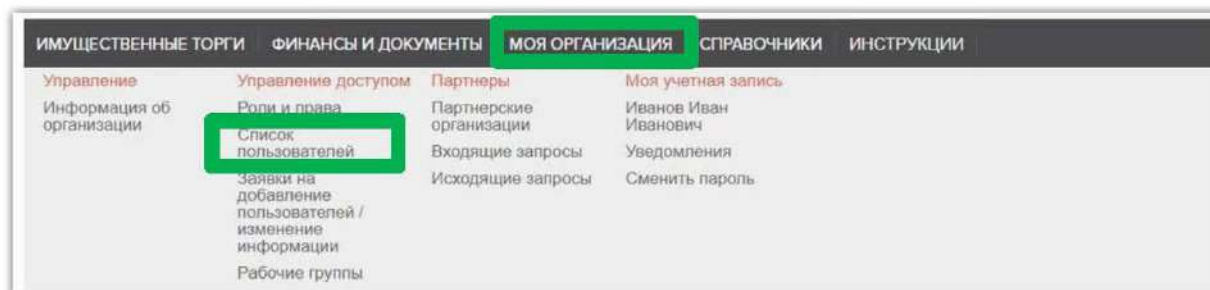 ИМУЩЕСТВЕННЫЕ ТОРГИ ФИНАНСЫ И ДОКУМЕНТЫ МОЯ ОРГАНИЗАЦИЯ СПРАВОЧНИКИ ИНСТРУКЦИИ
Управление
Информация об
организации
Управление доступом
Роли и права
Список
пользователей
Заявки на
добавление
пользователей /
изменение
информации
Рабочие группы
Партнеры
Партнерские
организации
Входящие запросы
Исходящие запросы
Моя учетная запись
Иванов Иван
Иванович
Уведомления
Сменить пароль